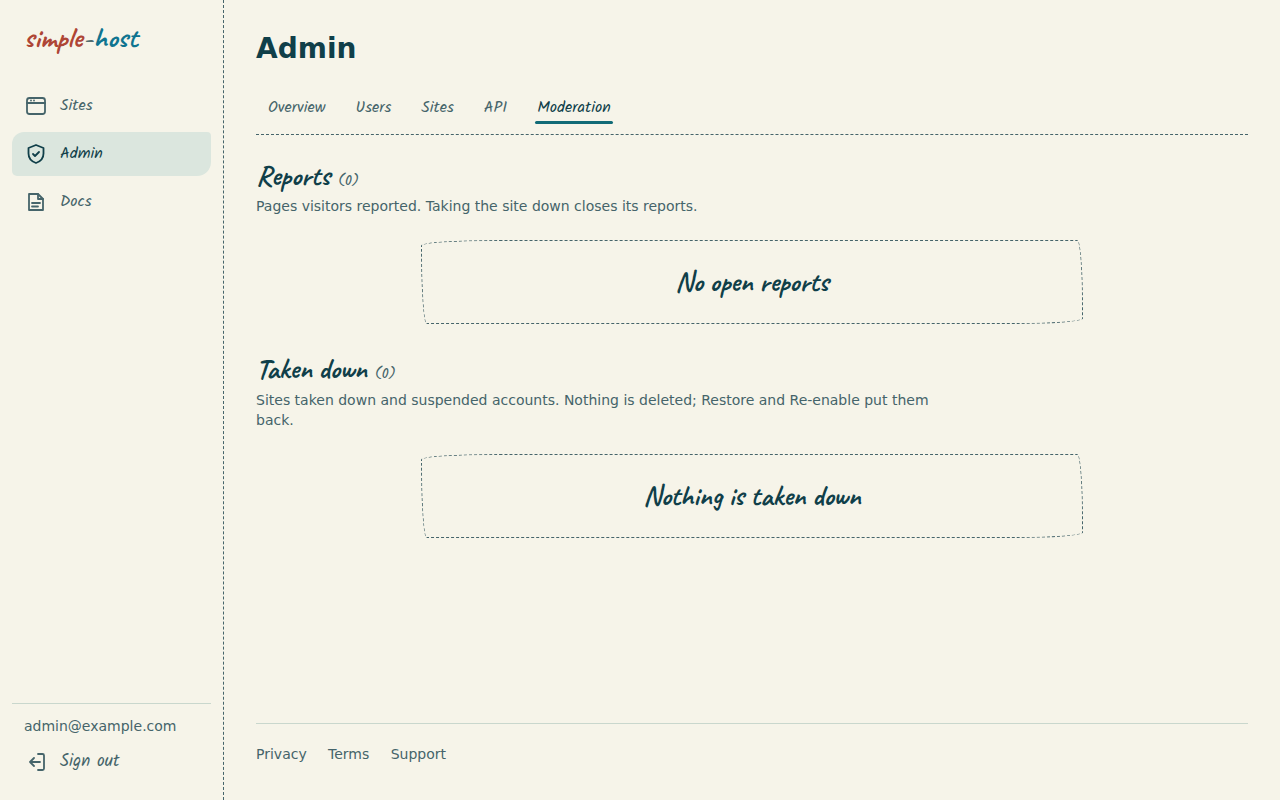 simple-host
Sites
Admin
Docs
admin@example.com
Sign out
Admin
Overview Users Sites API Moderation
Reports (0)
Pages visitors reported. Taking the site down closes its reports.
No open reports
Taken down (0)
Sites taken down and suspended accounts. Nothing is deleted; Restore and Re-enable put them
back.
Nothing is taken down
Privacy Terms Support